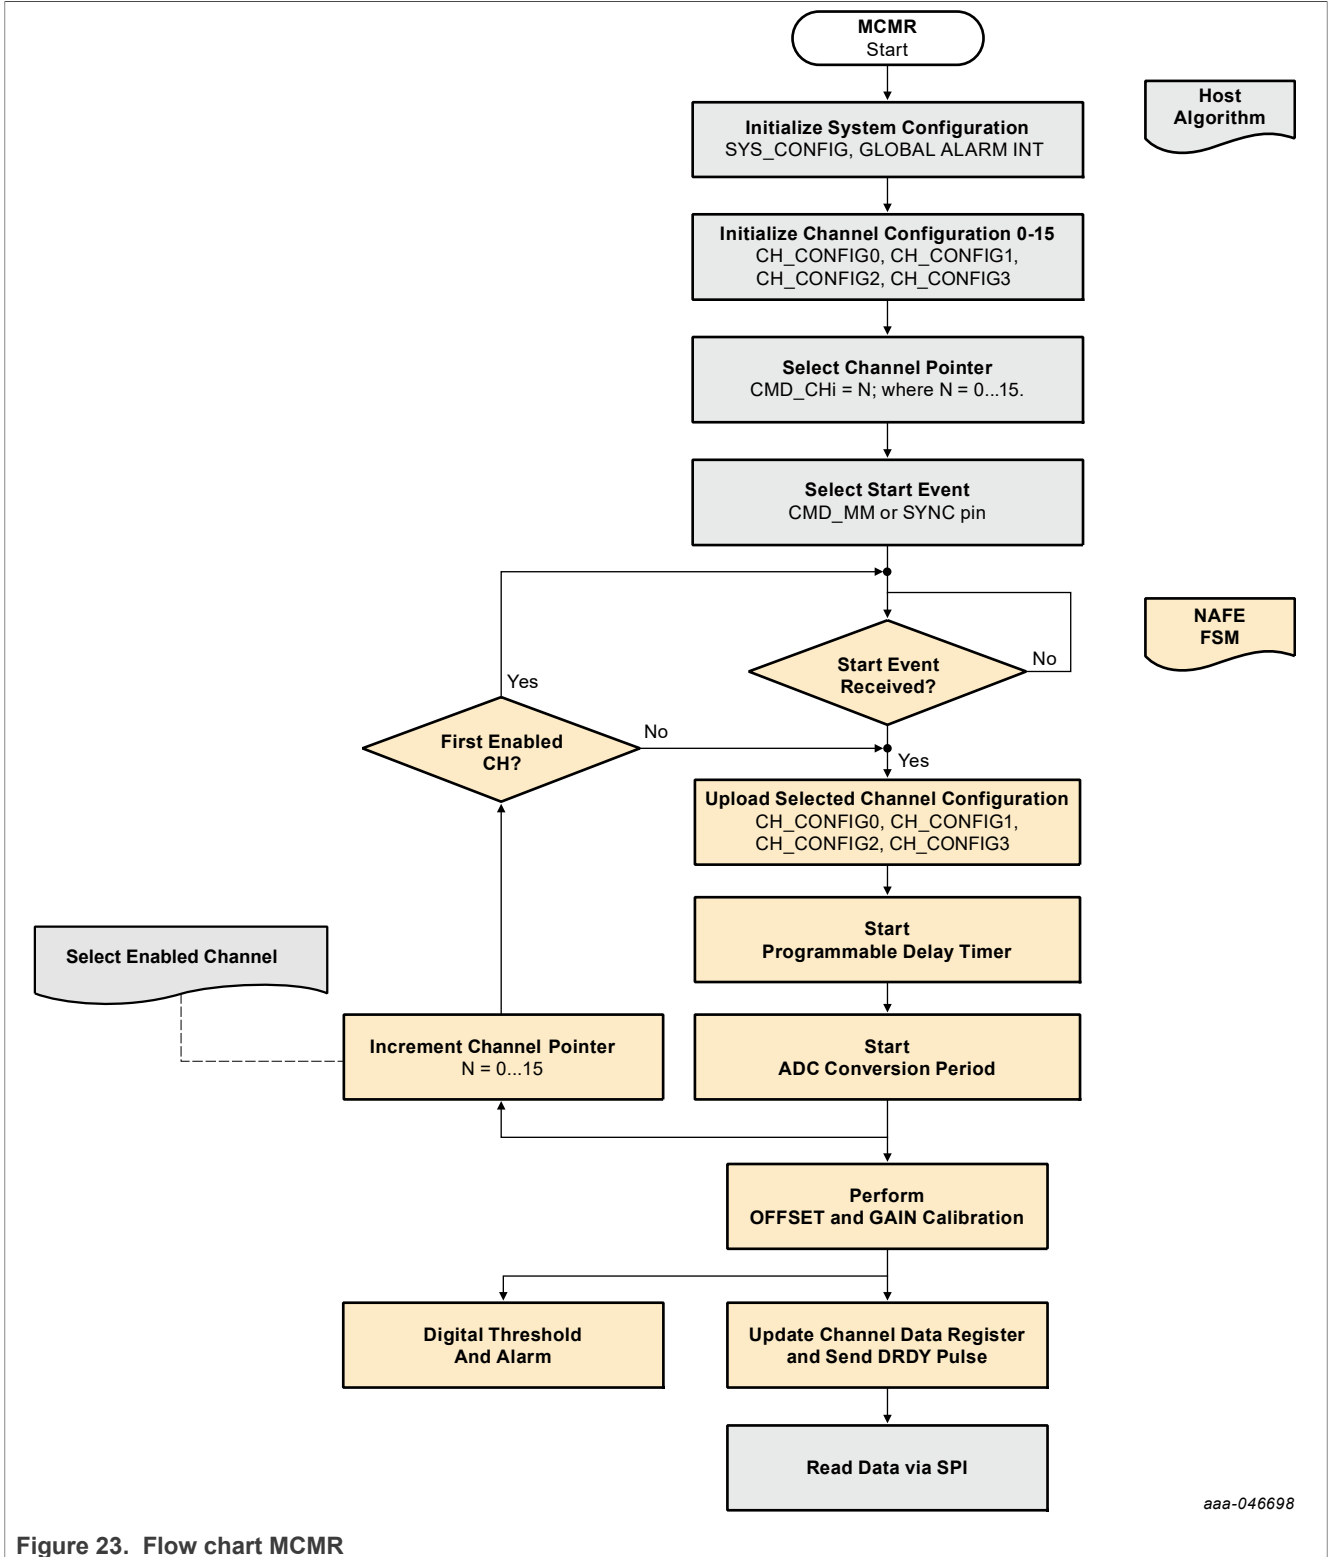 MCMR
Start
Host
Algorithm
Initialize System Configuration
SYS_CONFIG, GLOBAL ALARM INT
Initialize Channel Configuration 0-15
CH_CONFIG0, CH_CONFIG1,
CH_CONFIG2, CH_CONFIG3
Select Channel Pointer
CMD_CHi = N; where N = 0...15.
Select Start Event
CMD_MM or SYNC pin
NAFE
FSM
Start Event
Received?
No
Yes
First Enabled
CH?
No
Yes
Upload Selected Channel Configuration
CH_CONFIG0, CH_CONFIG1,
CH_CONFIG2, CH_CONFIG3
Start
Programmable Delay Timer
Select Enabled Channel
Increment Channel Pointer
N = 0...15
Start
ADC Conversion Period
Perform
OFFSET and GAIN Calibration
Digital Threshold
And Alarm
Update Channel Data Register
and Send DRDY Pulse
Read Data via SPI
aaa-046698
Figure 23. Flow chart MCMR